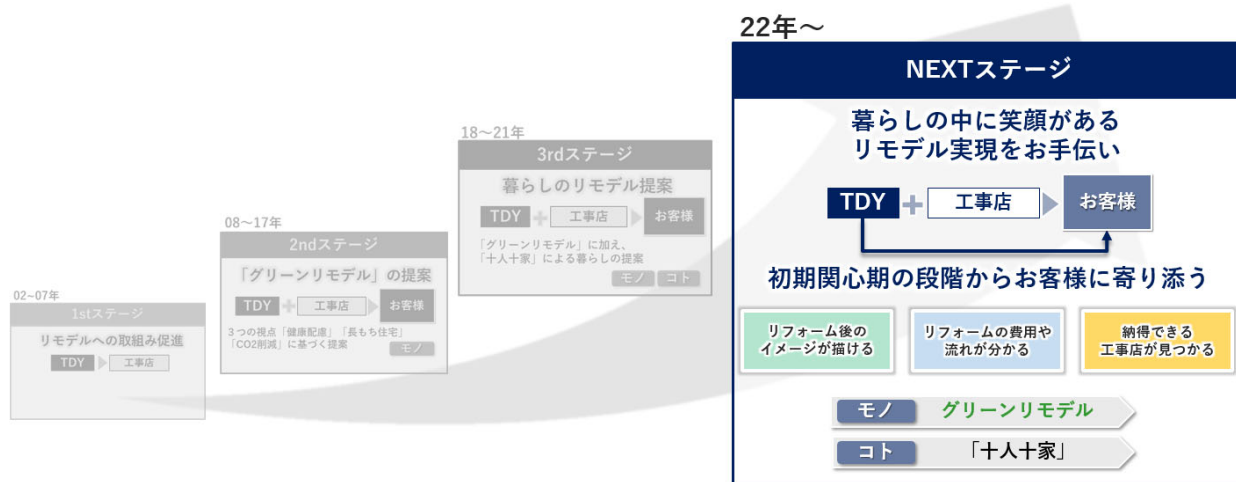 02~07年
1stステージ
リモデルへの取組み促進
TDY 工事店
08〜17年
2ndステージ
「グリーンリモデル」の提案
TDY + 工事店 お客様
3つの視点「健康配慮」「長もち住宅」
「CO2削減」に基づく提案
モノ
18〜21年
3rdステージ
暮らしのリモデル提案
TDY + 工事店 お客様
「グリーンリモデル」に加え、
「十人十家」による暮らしの提案
モノ コト
22年〜
NEXTステージ
暮らしの中に笑顔がある
リモデル実現をお手伝い
TDY + 工事店 お客様
初期関心期の段階からお客様に寄り添う
リフォーム後の
イメージが描ける
リフォームの費用や
流れが分かる
納得できる
工事店が見つかる
モノ グリーンリモデル
コト 「十人十家」